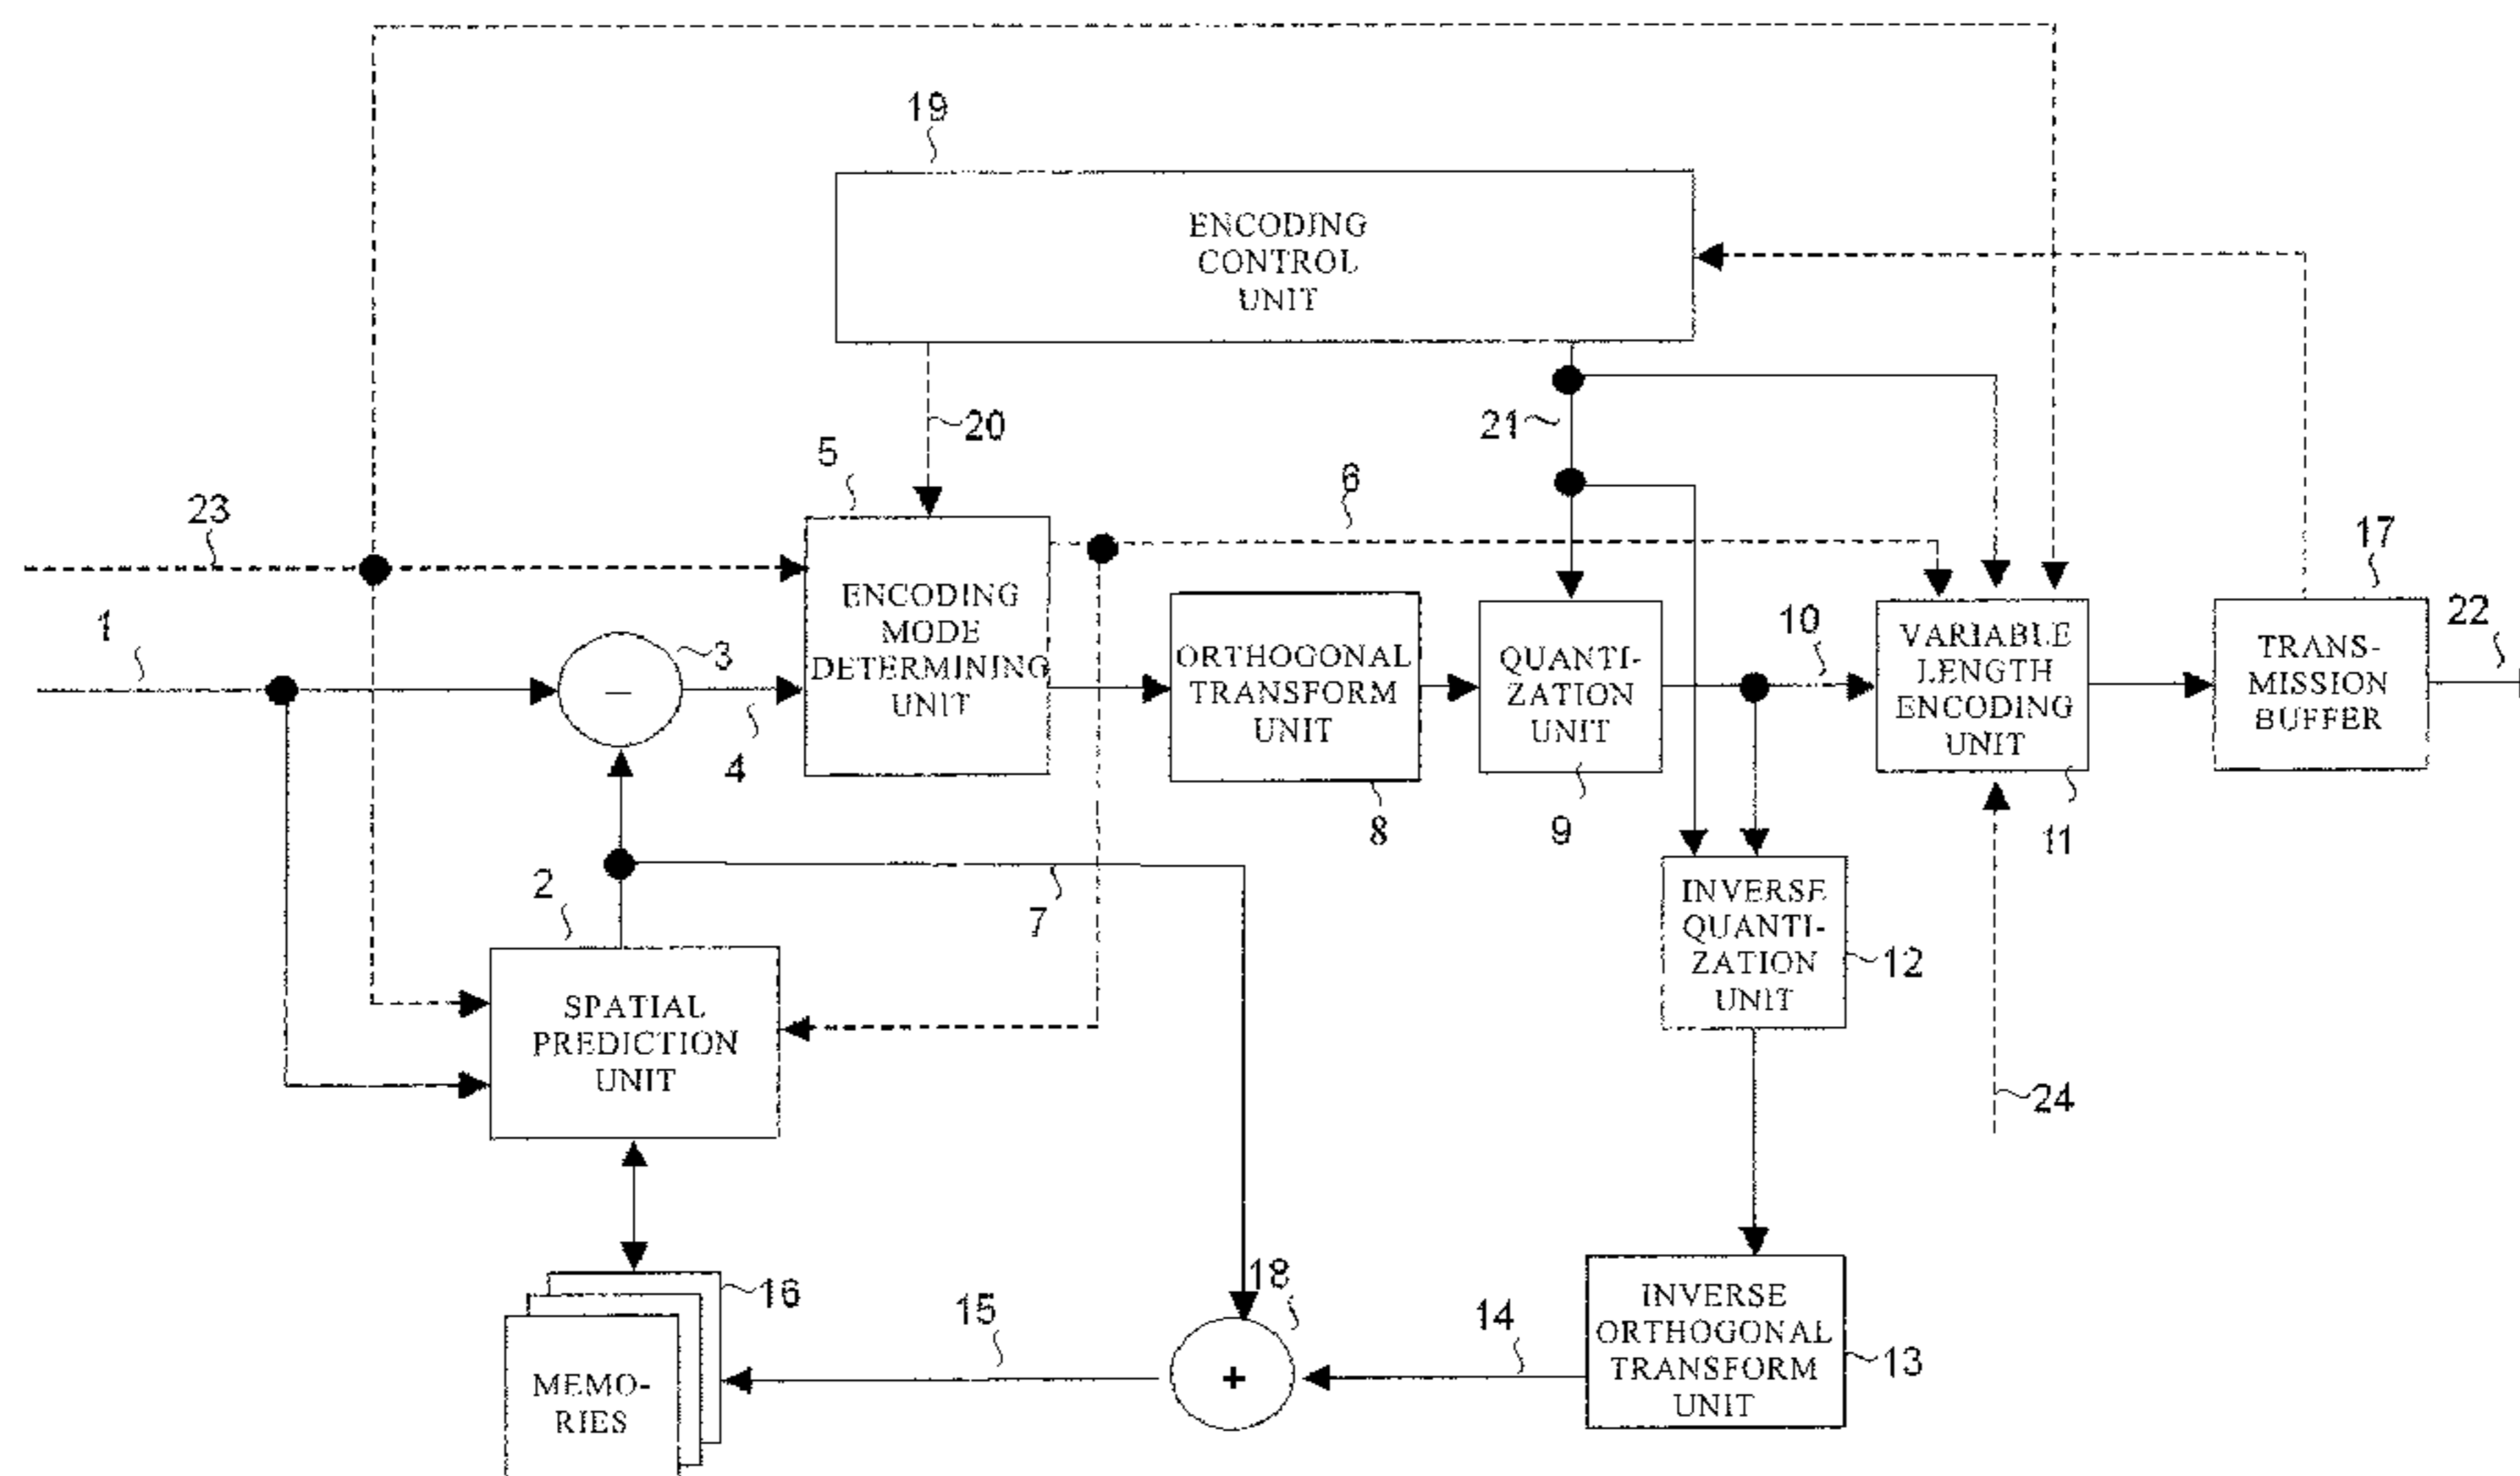 19
ENCODING
CONTROL
UNIT
20
21
5
6
23
17
22
1
3
4
ENCODING
MODE
DETERMINING
UNIT
ORTHOGONAL
TRANSFORM
UNIT
8
QUANTI-
ZATION
UNIT
9
10
VARIABLE
LENGTH
ENCODING
UNIT
11
TRANS-
MISSION
BUFFER
2
7
SPATIAL
PREDICTION
UNIT
INVERSE
QUANTI-
ZATION
UNIT
12
24
16
MEMO-
RIES
15
18
+
14
INVERSE
ORTHOGONAL
TRANSFORM
UNIT
13